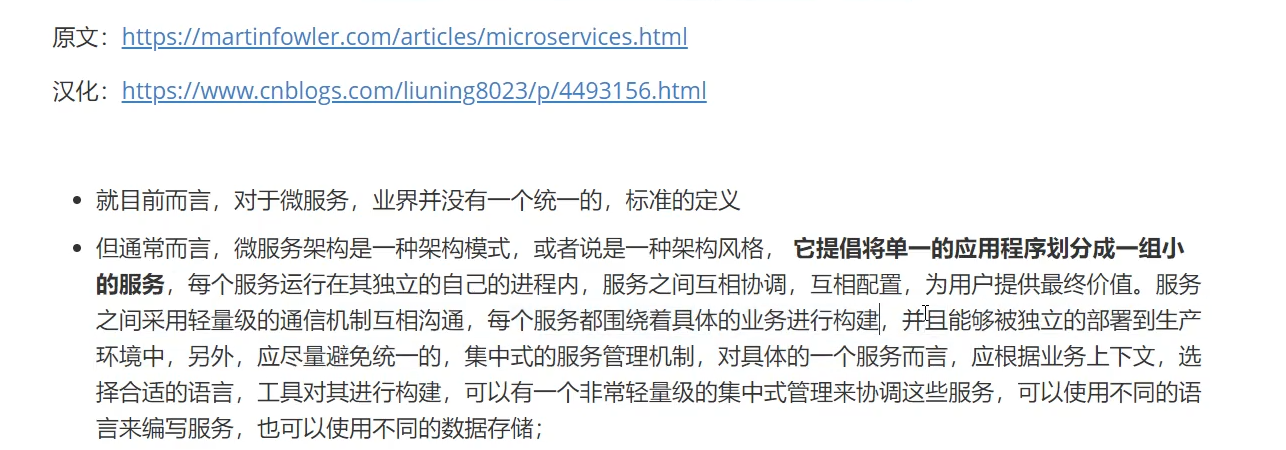 原文：https://martinfowler.com/articles/microservices.html
汉化：https://www.cnblogs.com/liuning8023/p/4493156.html
• 就目前而言，对于微服务，业界并没有一个统一的，标准的定义
• 但通常而言，微服务架构是一种架构模式，或者说是一种架构风格， 它提倡将单一的应用程序划分成一组小
的服务，每个服务运行在其独立的自己的进程内，服务之间互相协调，互相配置，为用户提供最终价值。服务
之间采用轻量级的通信机制互相沟通，每个服务都围绕着具体的业务进行构建，并且能够被独立的部署到生产
环境中，另外，应尽量避免统一的，集中式的服务管理机制，对具体的一个服务而言，应根据业务上下文，选
择合适的语言，工具对其进行构建，可以有一个非常轻量级的集中式管理来协调这些服务，可以使用不同的语
言来编写服务，也可以使用不同的数据存储；